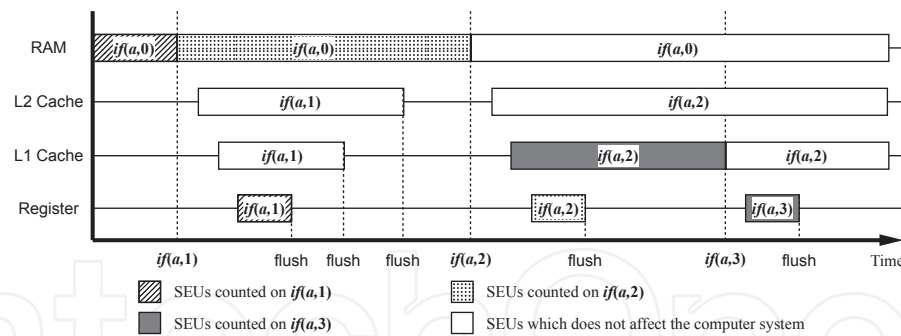 RAM
if(a,0)
if(a,0)
if(a,0)
L2 Cache
if(a,1)
if(a,2)
L1 Cache
if(a,1)
if(a,2)
if(a,2)
Register
if(a,1)
if(a,2)
if(a,3)
if(a,1) flush flush flush if(a,2) flush if(a,3) flush Time
SEUs counted on if(a,1)
SEUs counted on if(a,2)
SEUs counted on if(a,3)
SEUs which does not affect the computer system